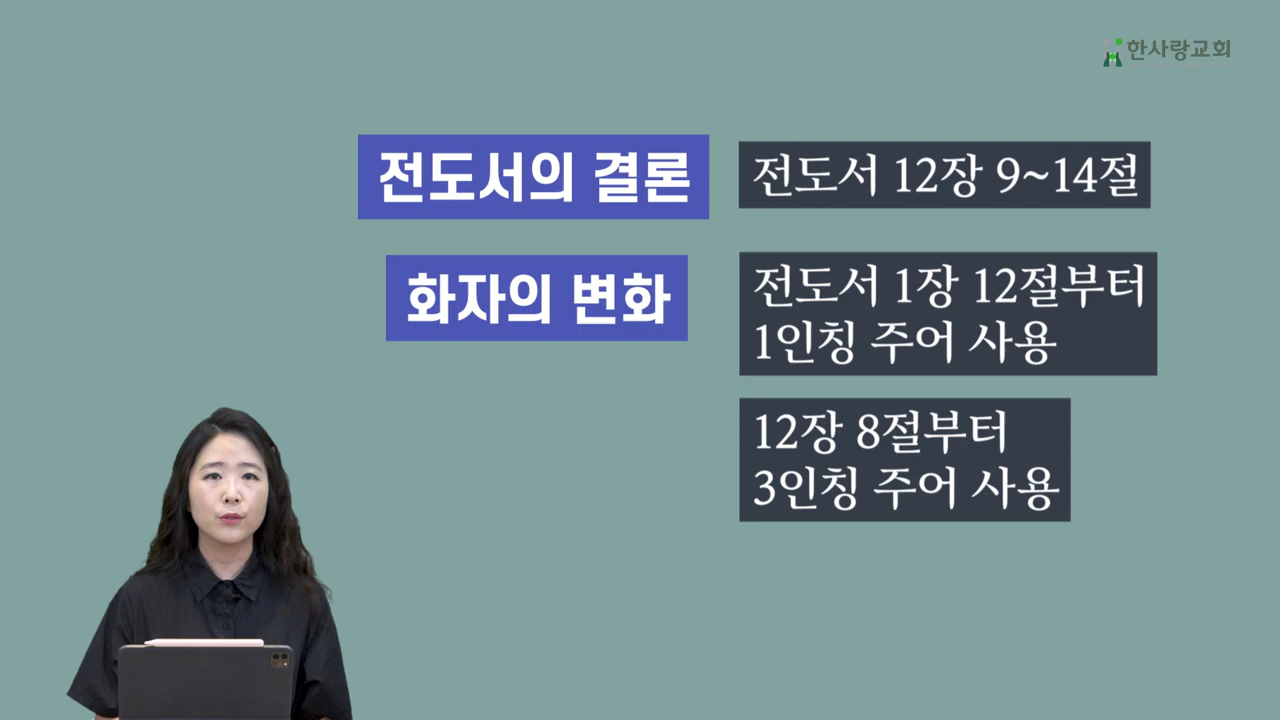 한사랑교회
전도서의 결론
전도서 12장 9~14절
화자의 변화
전도서 1장 12절부터
1인칭 주어 사용
12장 8절부터
3인칭 주어 사용